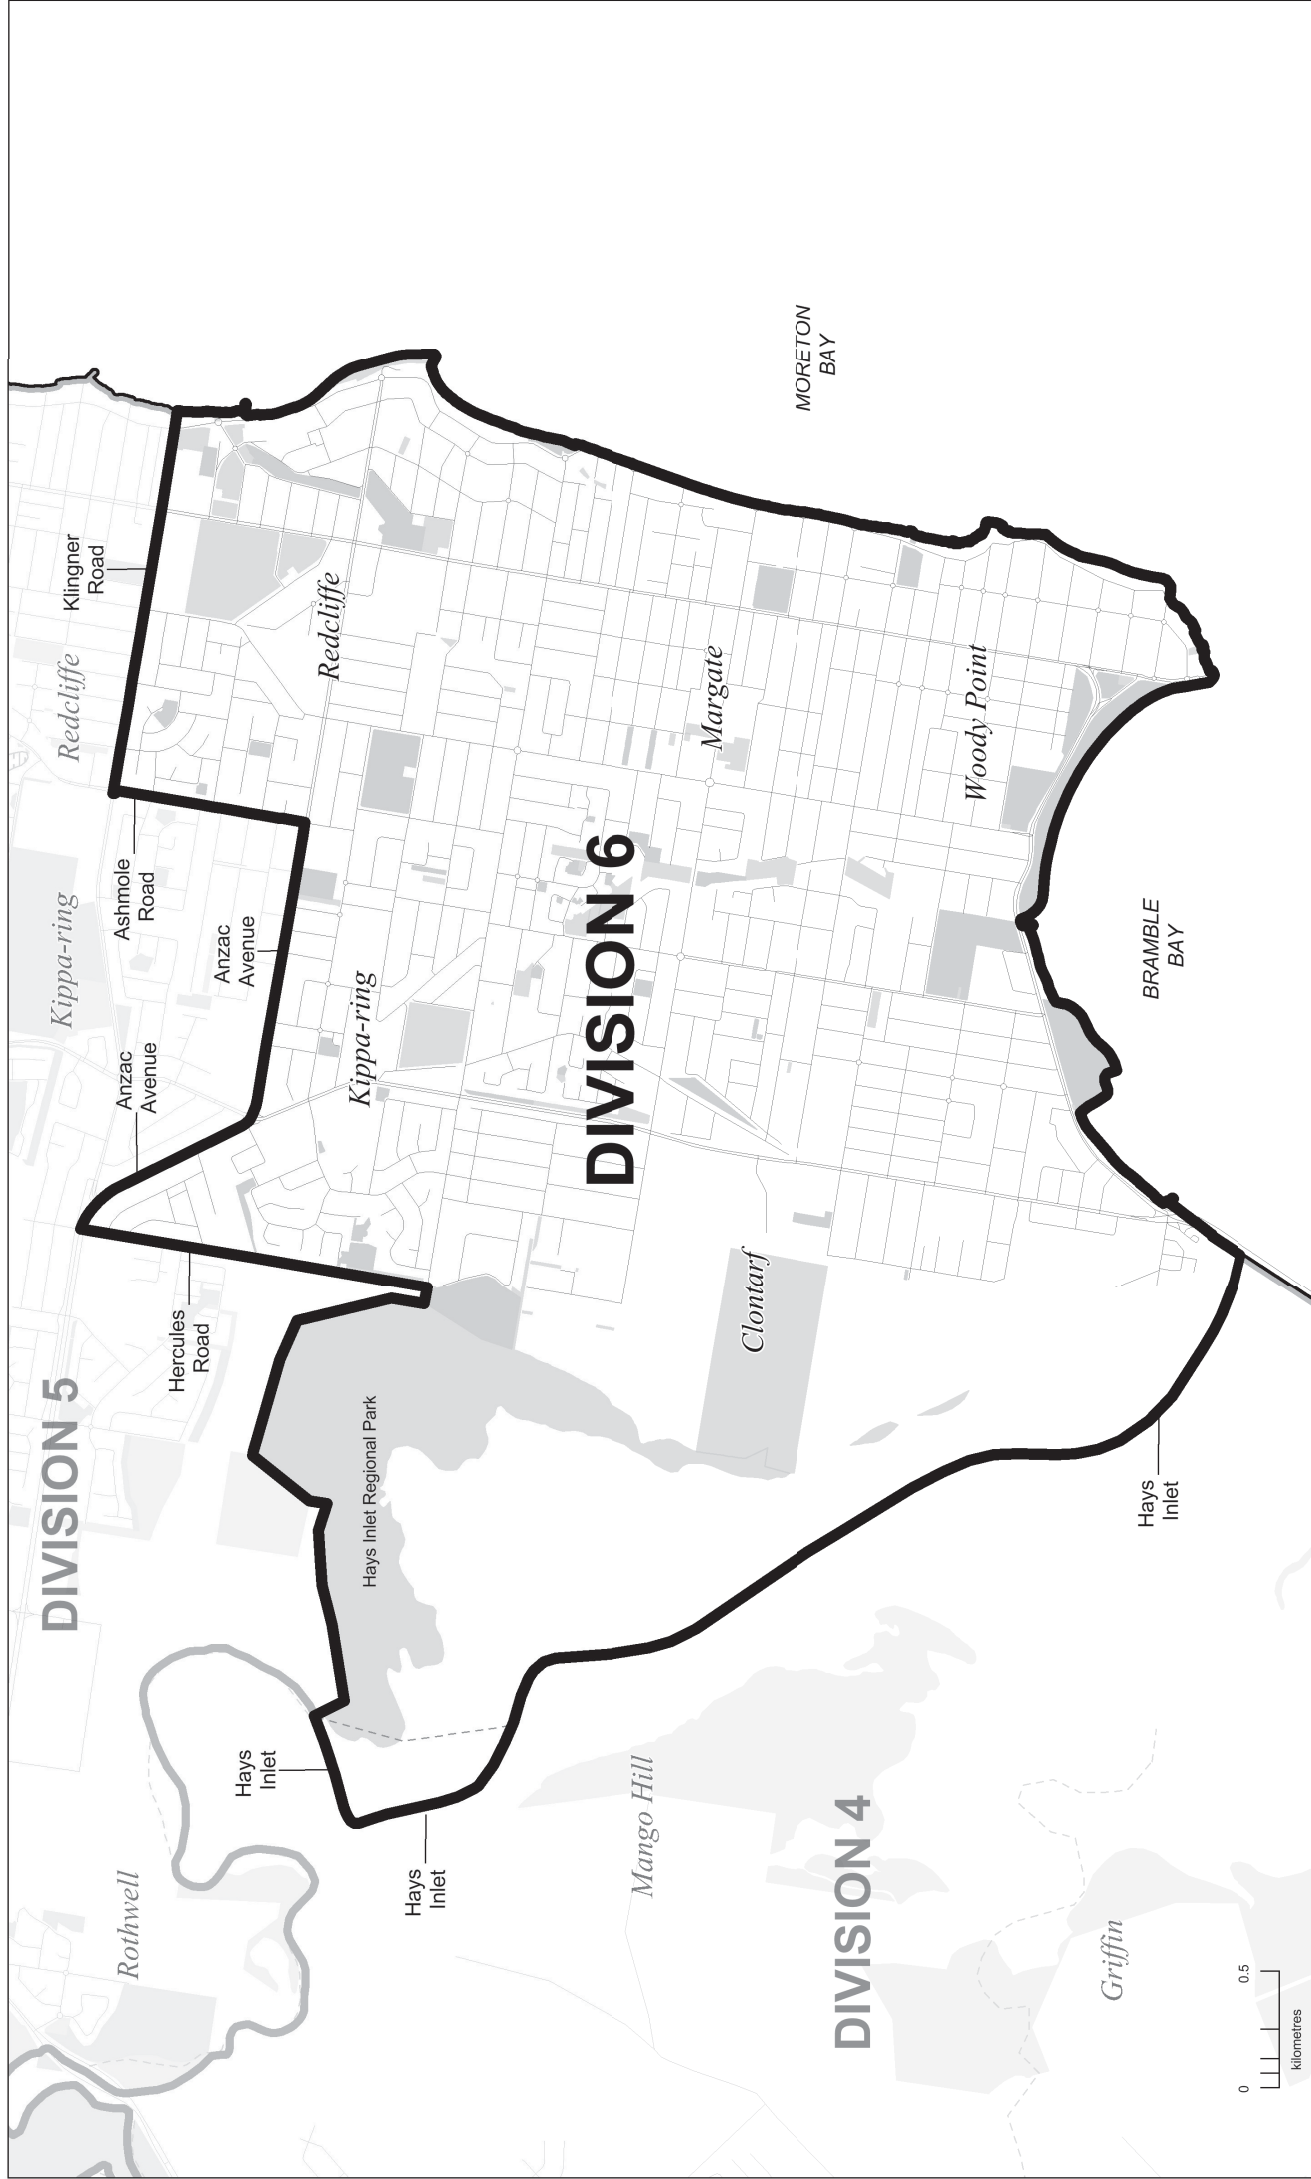 DIVISION 5
Rothwell
Hays
Inlet
Hays
Inlet
Hercules
Road
Anzac
Avenue
Kippa-ring
Anzac
Avenue
Ashmole
Road
Redcliffe
Klingner
Road
Redcliffe
Kippa-ring
Hays Inlet Regional Park
DIVISION 6
Margate
Mango Hill
Clontarf
MORETON
BAY
DIVISION 4
Woody Point
Griffin
Hays
Inlet
BRAMBLE
BAY
0
0.5
kilometres